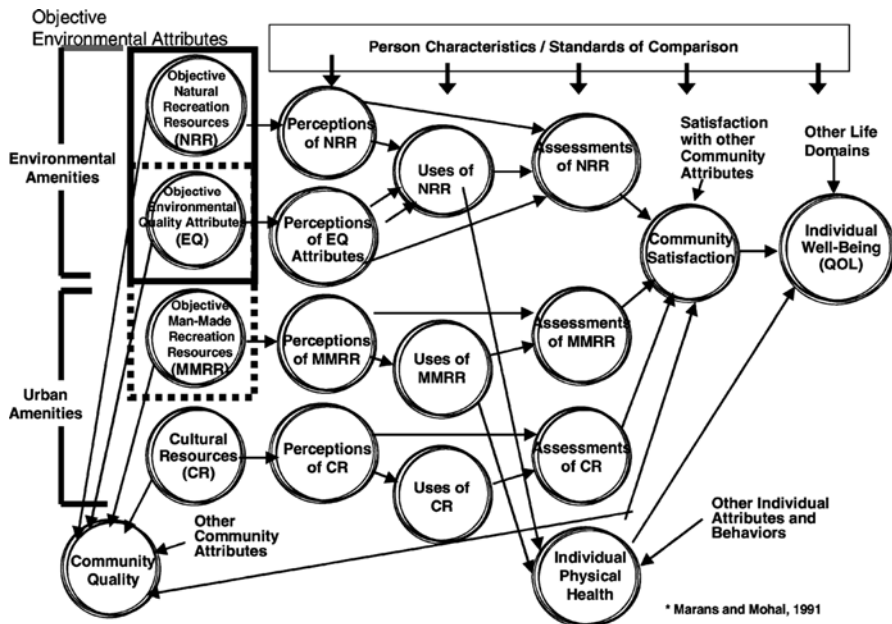 Objective
Environmental Attributes
Person Characteristics / Standards of Comparison
Environmental
Amenities
Urban
Amenities
Objective
Natural
Recreation
Resources
(NRR)
Objective
Environmental
Quality Attributes
(EQ)
Objective
Man-Made
Recreation
Resources
(MMRR)
Cultural
Resources
(CR)
Perceptions
of NRR
Perceptions
of EQ
Attributes
Perceptions
of MMRR
Perceptions
of CR
Uses of
NRR
Uses of
MMRR
Uses of
CR
Assessments
of NRR
Assessments
of MMRR
Assessments
of CR
Satisfaction
with other
Community
Attributes
Community
Satisfaction
Other Life
Domains
Individual
Well-Being
(QOL)
Other
Community
Attributes
Community
Quality
Individual
Physical
Health
Other Individual
Attributes and
Behaviors
* Marans and Mohal, 1991